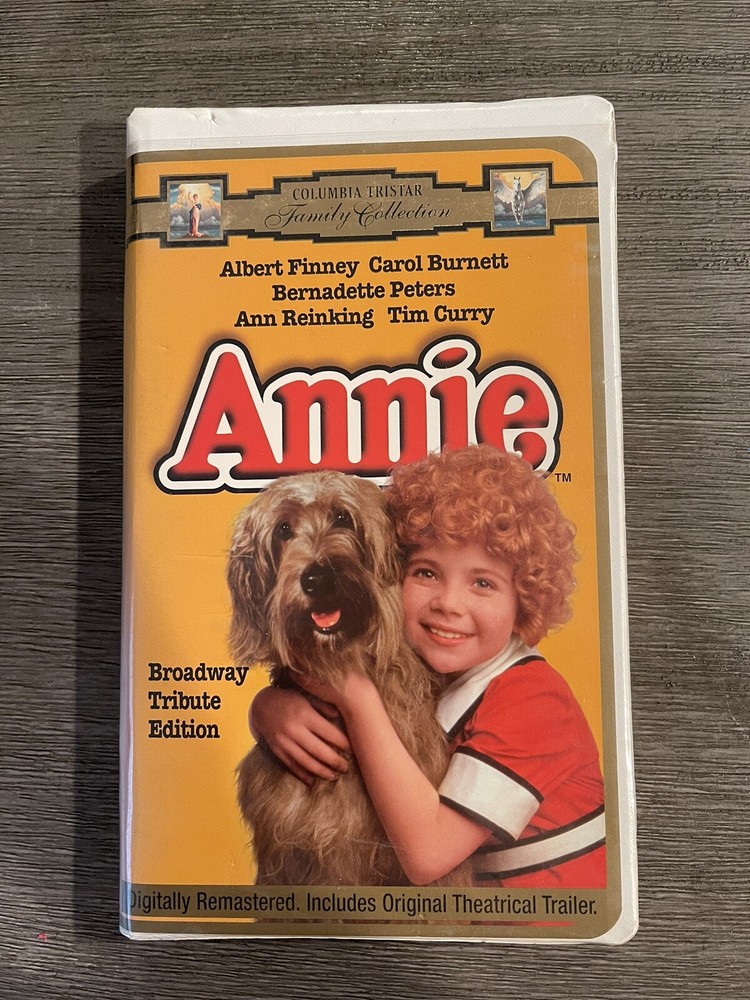 COLUMBIA TRISTAR
Family Collection
Albert Finney Carol Burnett
Bernadette Peters
Ann Reinking Tim Curry
Annie
TM
Broadway
Tribute
Edition
Digitally Remastered. Includes Original Theatrical Trailer.